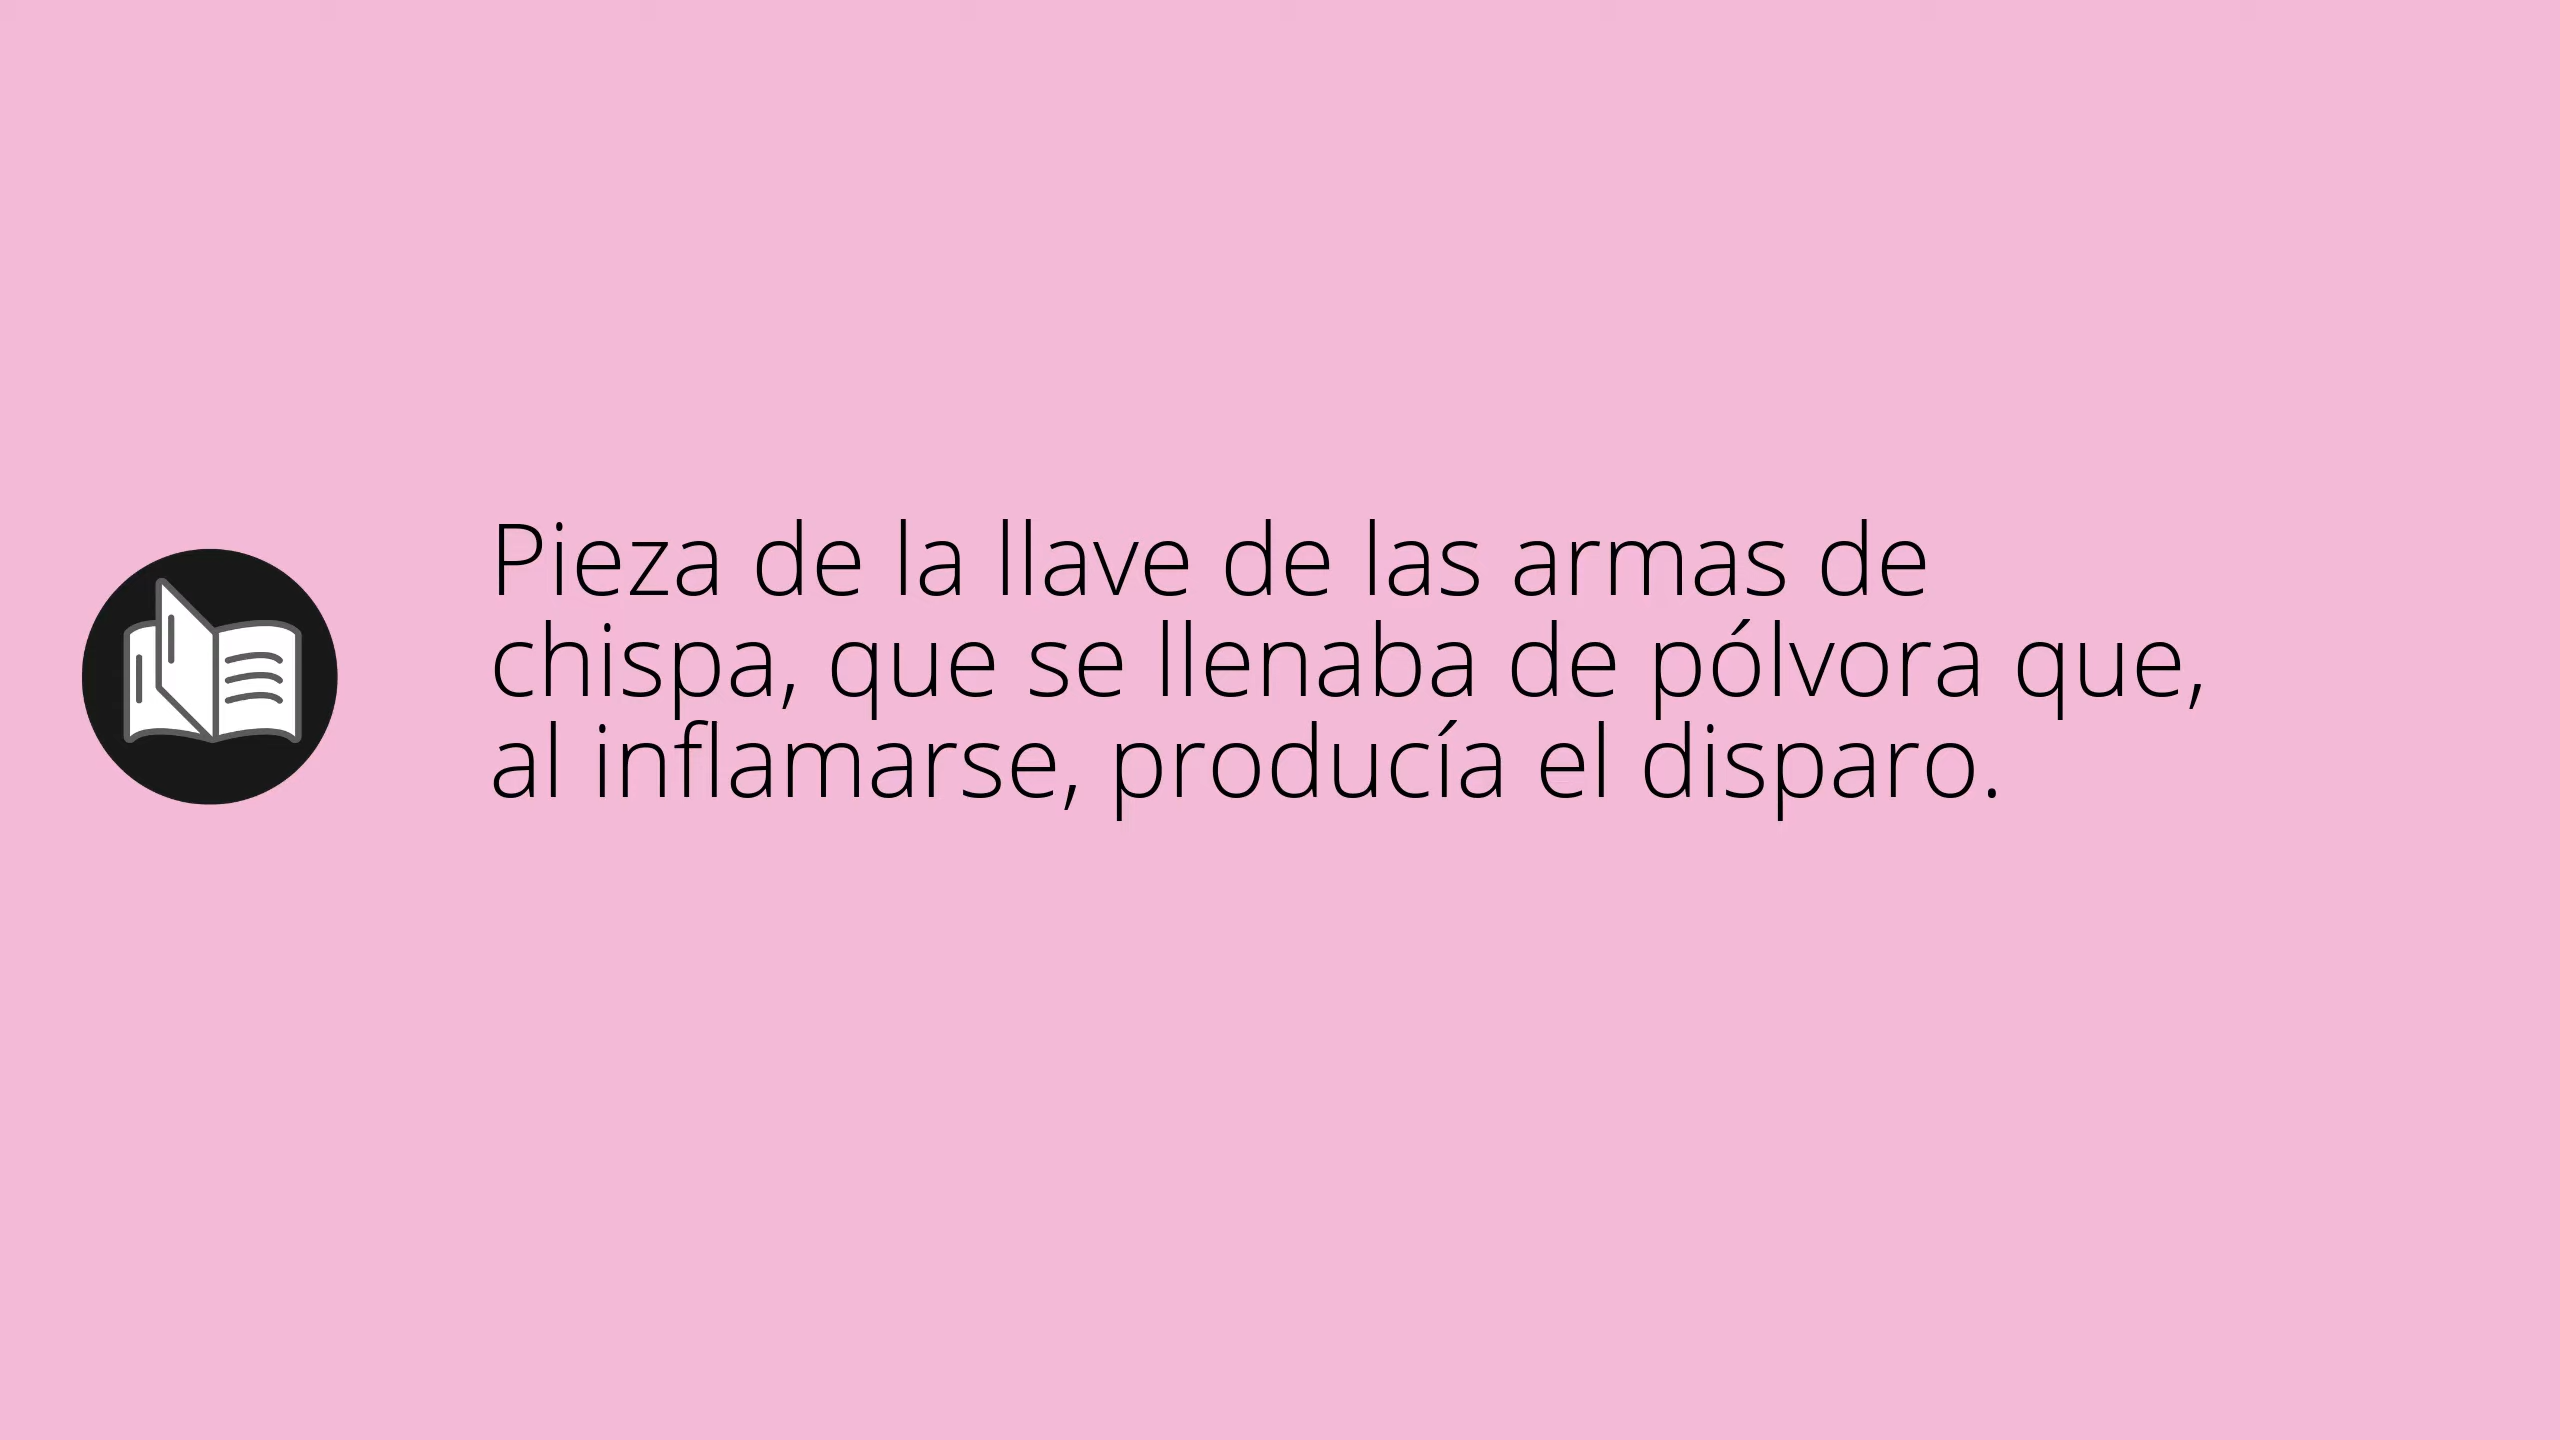 Pieza de la llave de las armas de
chispa, que se llenaba de pólvora que,
al inflamarse, producía el disparo.